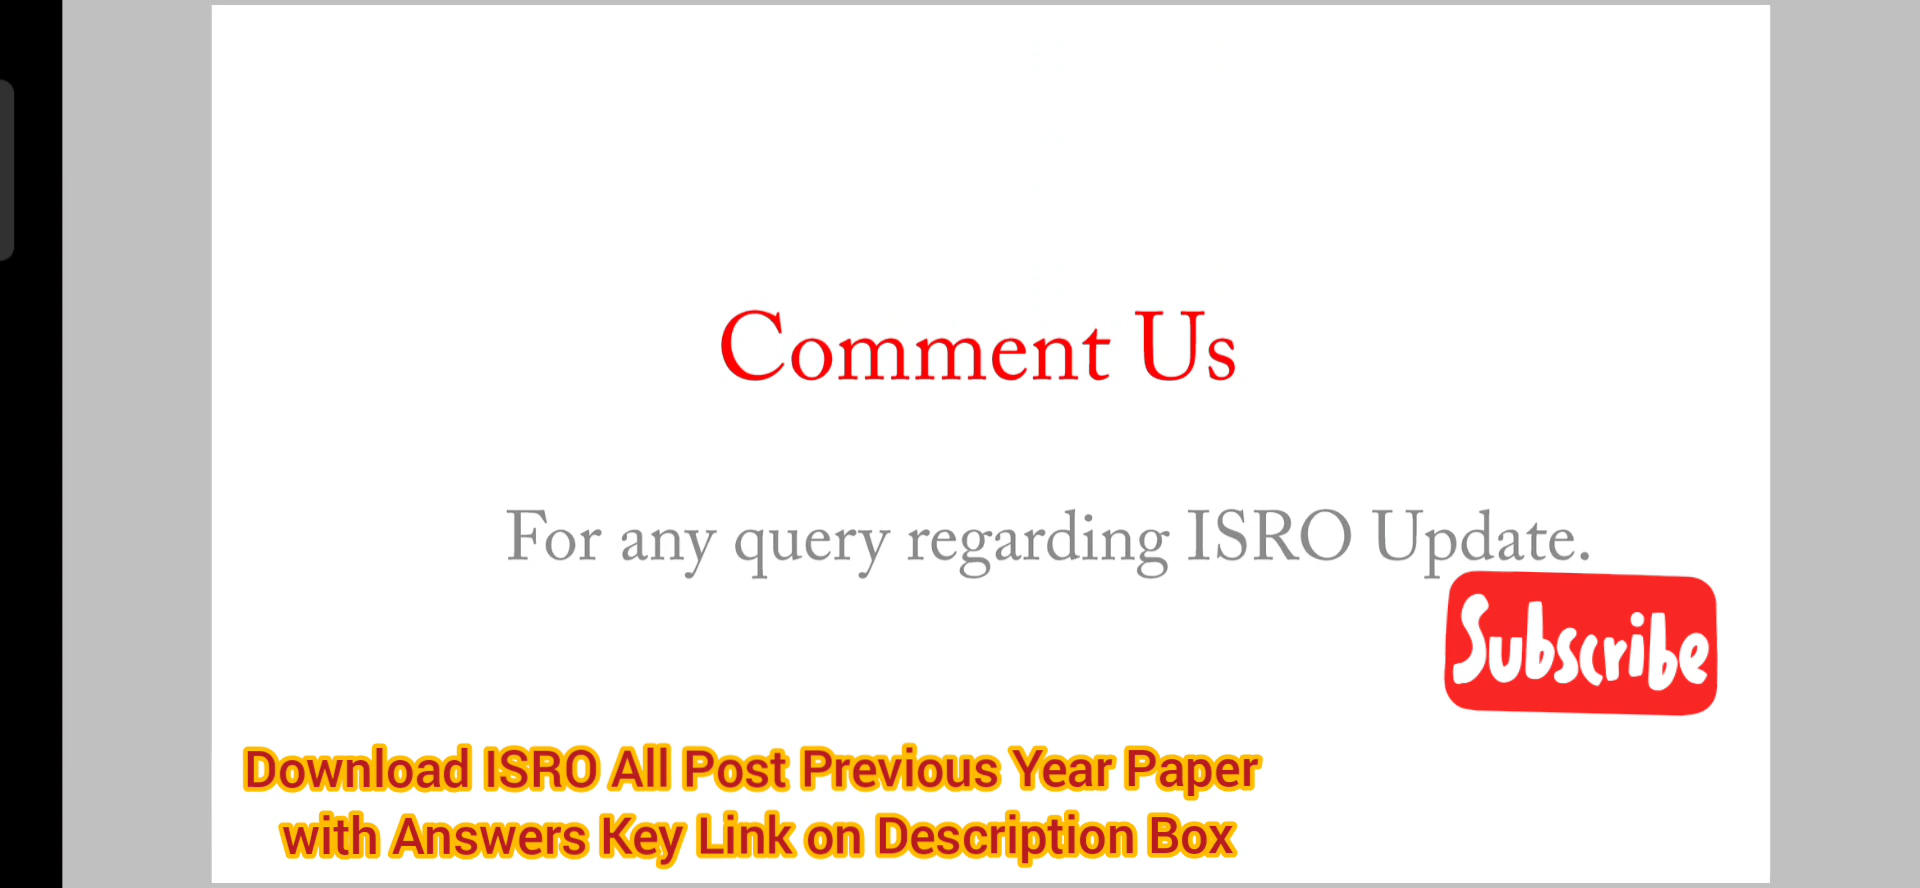 Comment Us
For any query regarding ISRO Update.
Subscribe
Download ISRO All Post Previous Year Paper
with Answers Key Link on Description Box